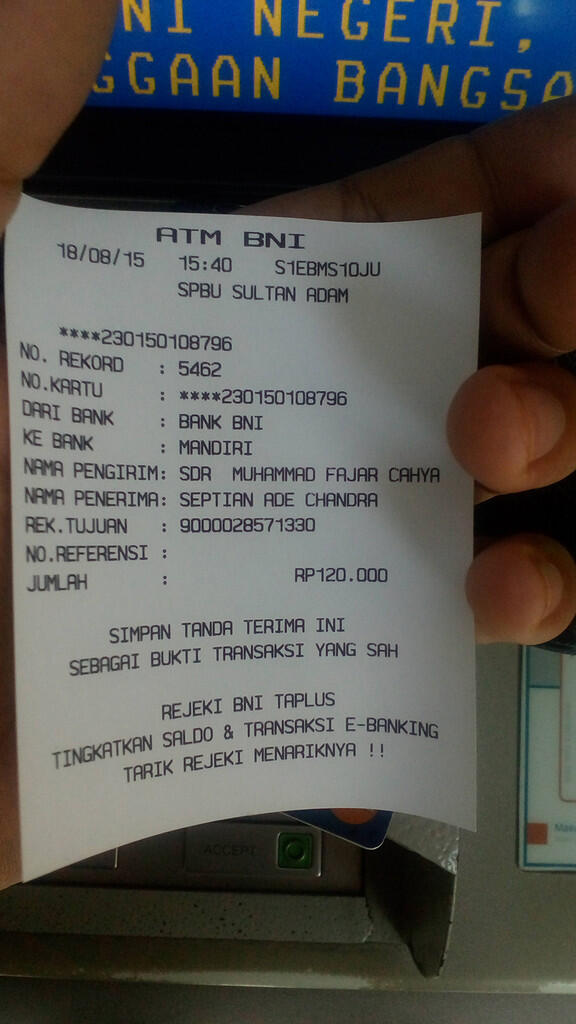 NI NEGERI,
GGAAN BANGSA
ATM BNI
18/08/15 15:40 S1EBMS10JU
SPBU SULTAN ADAM
****230150108796
NO. REKORD : 5462
NO.KARTU : ****230150108796
DARI BANK : BANK BNI
KE BANK : MANDIRI
NAMA PENGIRIM: SDR MUHAMMAD FAJAR CAHYA
NAMA PENERIMA: SEPTIAN ADE CHANDRA
REK.TUJUAN : 9000028571330
NO.REFERENSI :
JUMLAH : RP120.000
SIMPAN TANDA TERIMA INI
SEBAGAI BUKTI TRANSAKSI YANG SAH
REJEKI BNI TAPLUS
TINGKATKAN SALDO & TRANSAKSI E-BANKING
TARIK REJEKI MENARIKNYA !!
ACCEPT